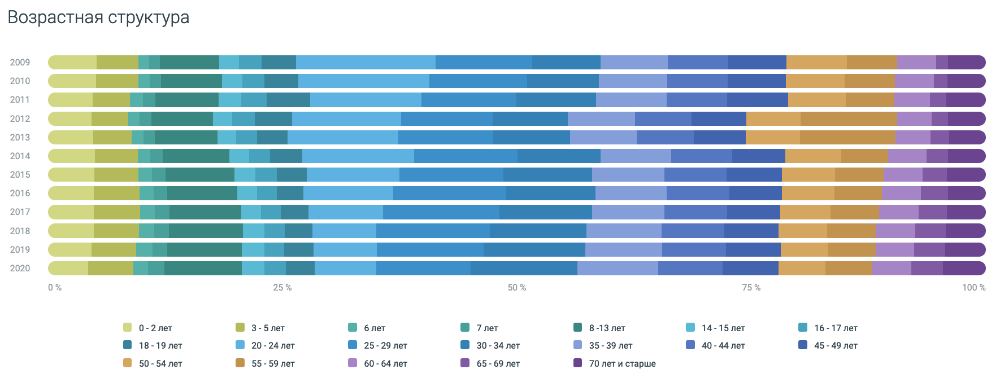 Возрастная структура
2009
2010
2011
2012
2013
2014
2015
2016
2017
2018
2019
2020
0 % 25 % 50 % 75 % 100 %
0 - 2 лет 3 - 5 лет 6 лет 7 лет 8 -13 лет 14 - 15 лет 16 - 17 лет
18 - 19 лет 20 - 24 лет 25 - 29 лет 30 - 34 лет 35 - 39 лет 40 - 44 лет 45 - 49 лет
50 - 54 лет 55 - 59 лет 60 - 64 лет 65 - 69 лет 70 лет и старше